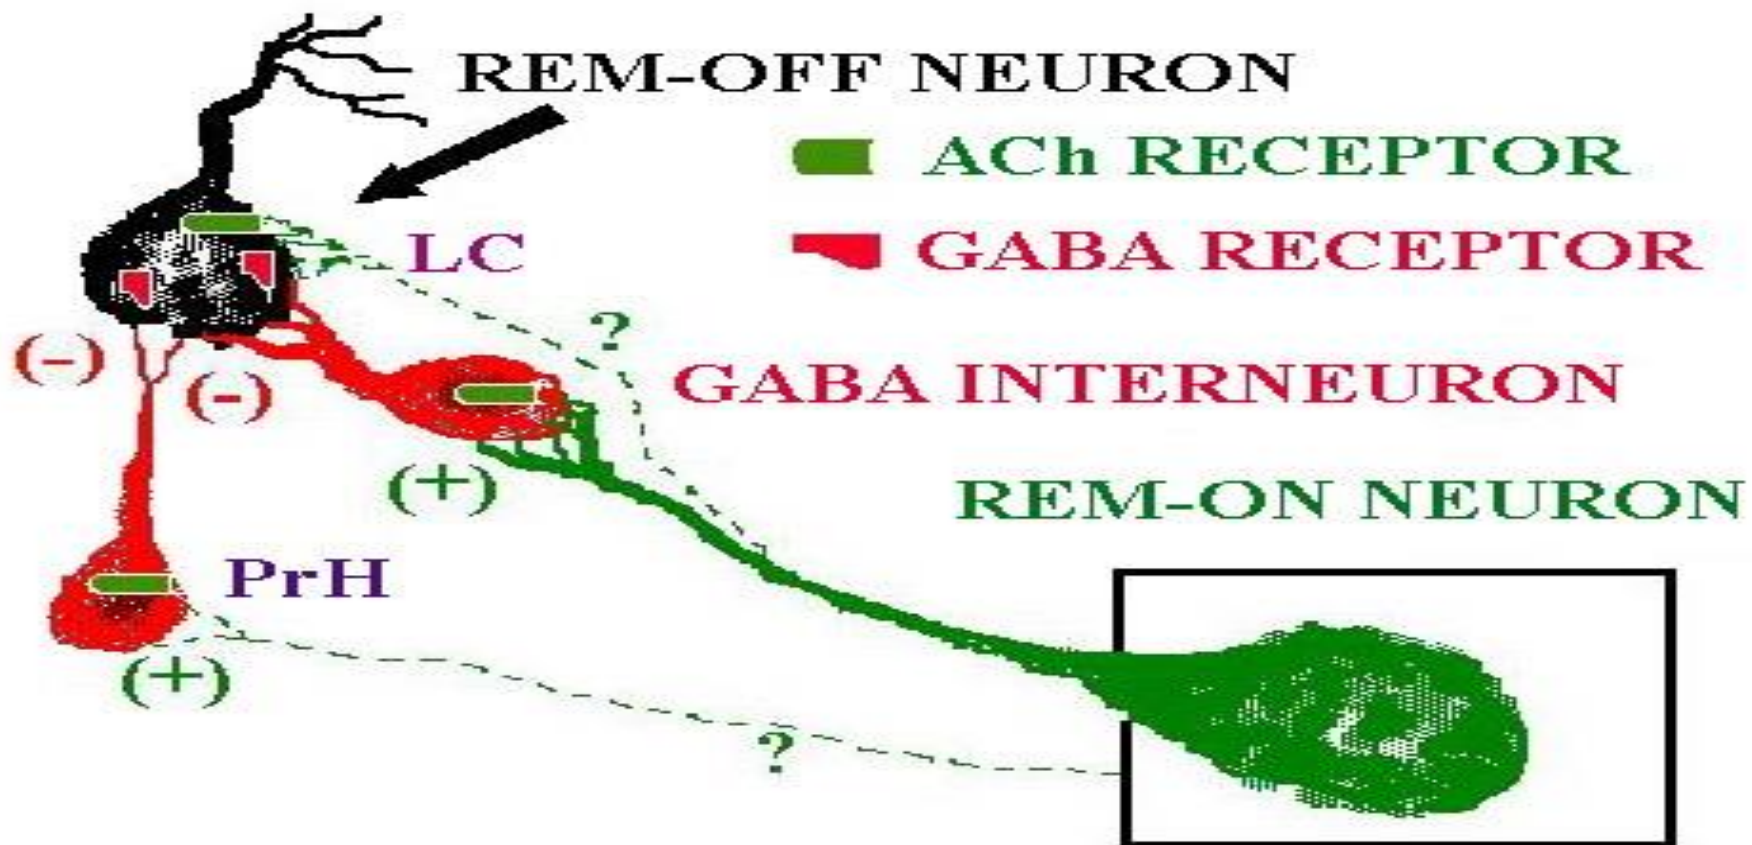 REM-OFF NEURON
ACh RECEPTOR
LC
GABA RECEPTOR
?
(-)
(-)
GABA INTERNEURON
(+)
REM-ON NEURON
PrH
(+)
?